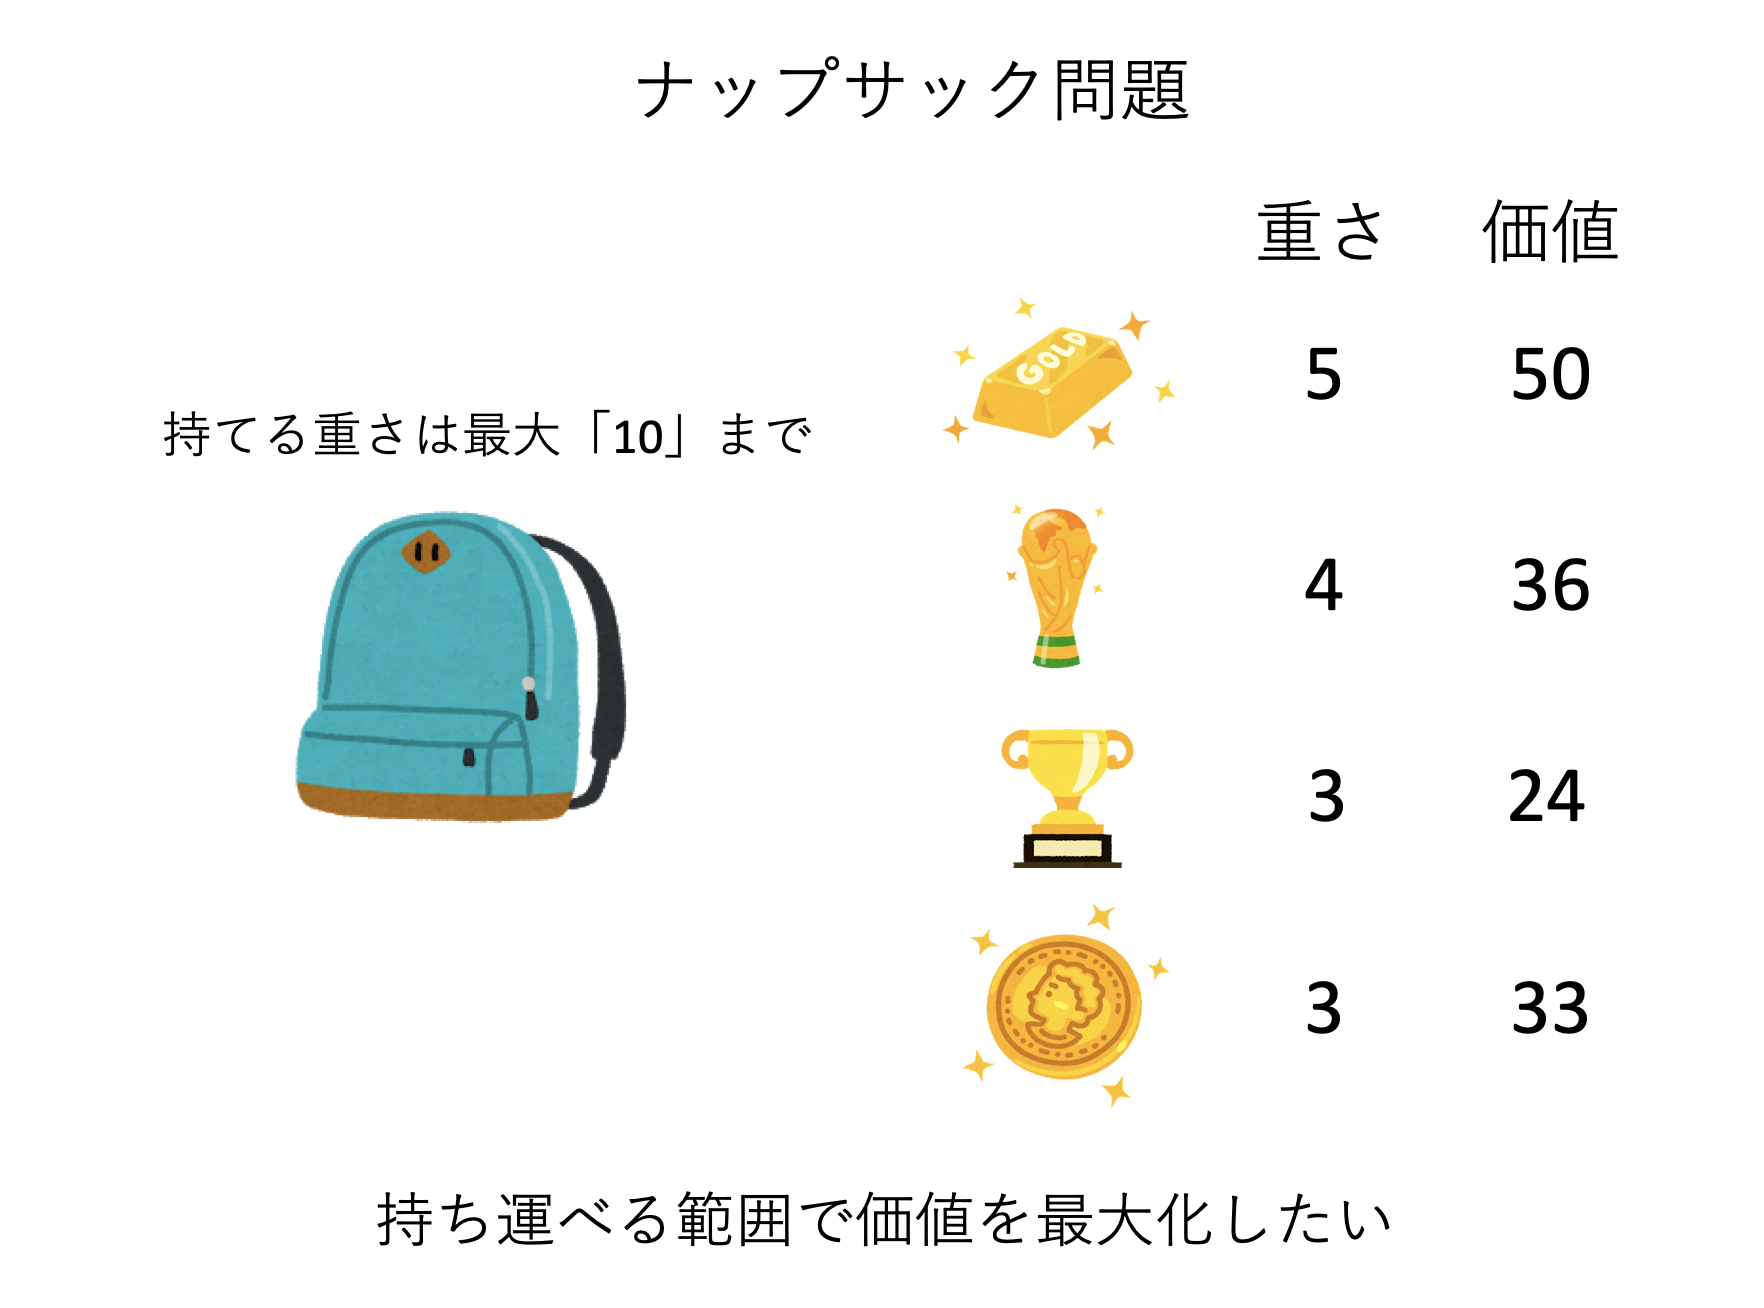 ナップサック問題
重さ 価値
GOLD
5 50
持てる重さは最大「10」まで
4 36
3 24
3 33
持ち運べる範囲で価値を最大化したい